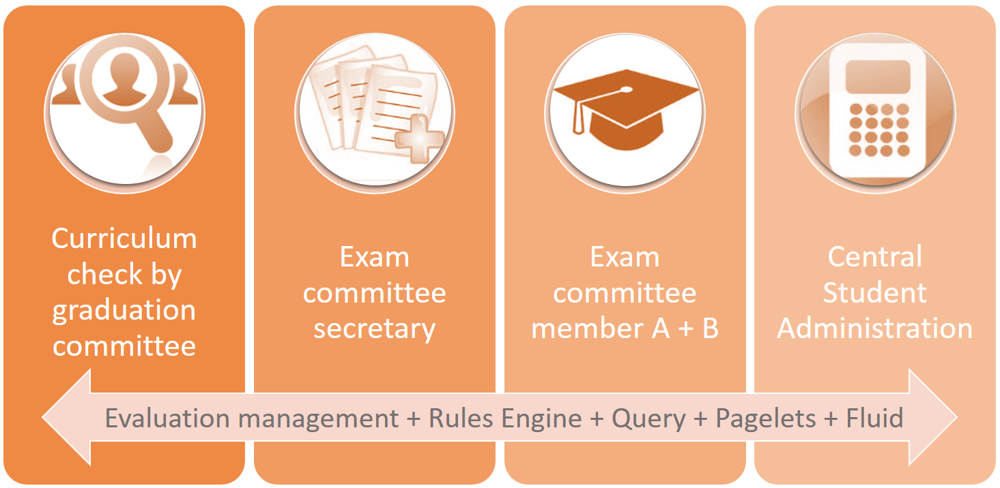 Curriculum
check by
graduation
committee
Exam
committee
secretary
Exam
committee
member A + B
Central
Student
Administration
Evaluation management + Rules Engine + Query + Pagelets + Fluid